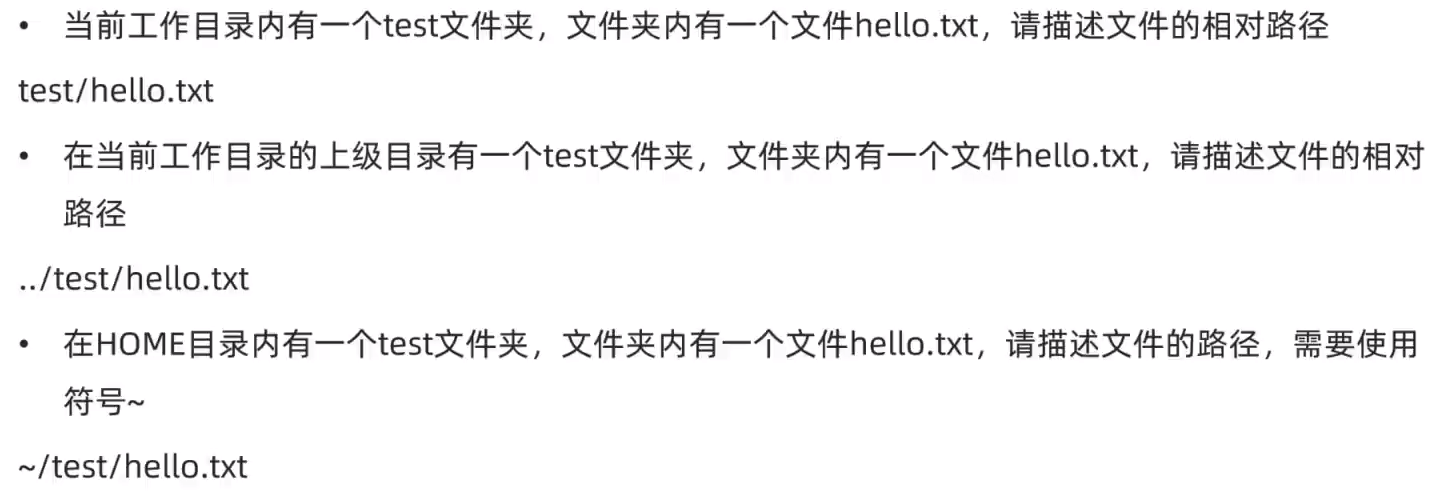 • 当前工作目录内有一个test文件夹，文件夹内有一个文件hello.txt，请描述文件的相对路径
test/hello.txt
• 在当前工作目录的上级目录有一个test文件夹，文件夹内有一个文件hello.txt，请描述文件的相对
路径
../test/hello.txt
• 在HOME目录内有一个test文件夹，文件夹内有一个文件hello.txt，请描述文件的路径，需要使用
符号~
~/test/hello.txt